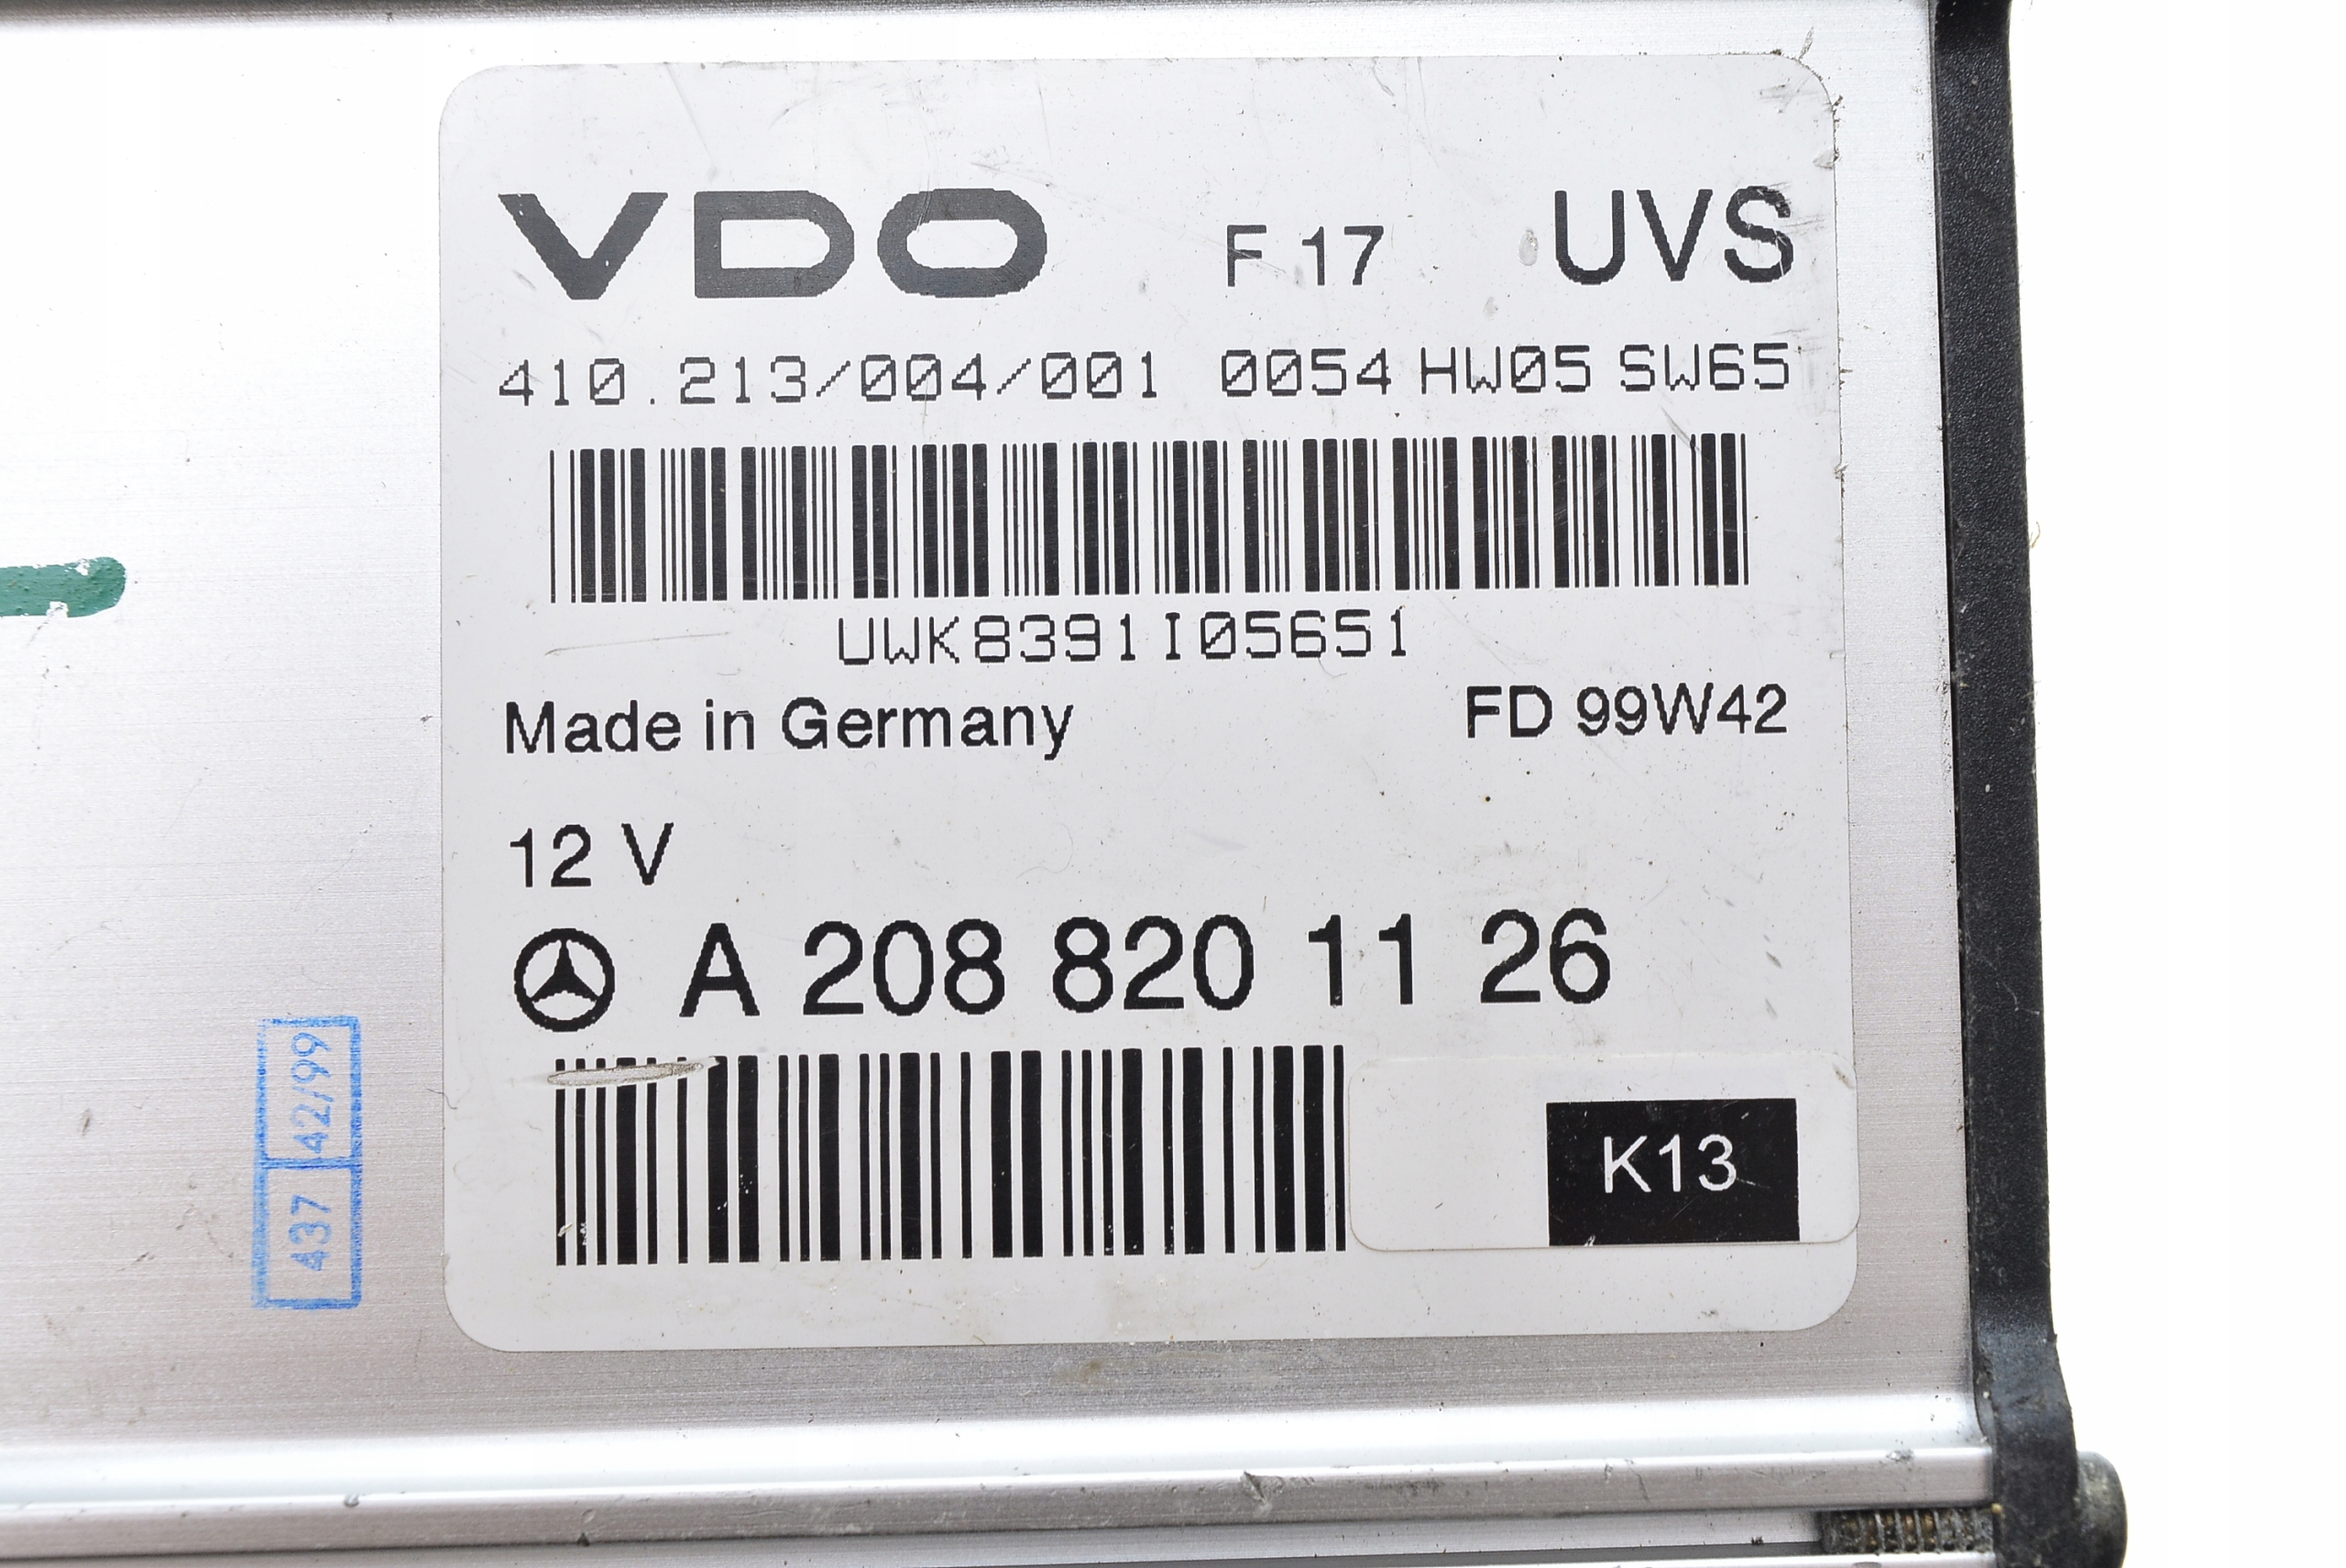 VDO F 17 UVS
410.213/004/001 0054 HW05 SW65
UWK8391I05651
Made in Germany FD 99W42
12 V
A 208 820 11 26
K13
437 42/99